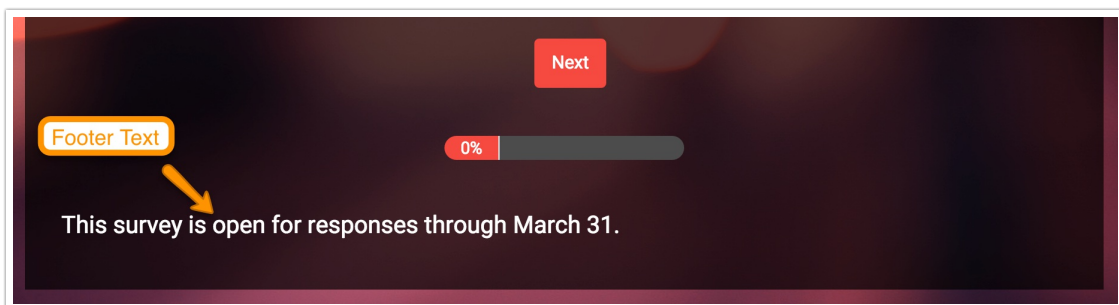 Next
Footer Text
0%
This survey is open for responses through March 31.